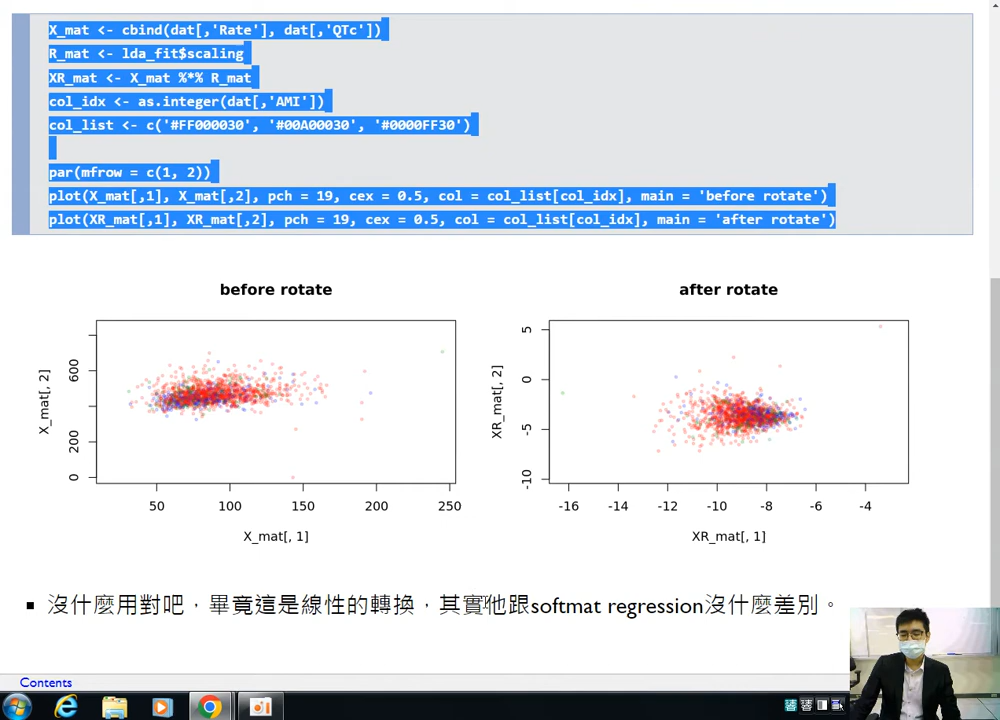 X_mat <- cbind(dat[,'Rate'], dat[,'QTc'])
R_mat <- lda_fit$scaling
XR_mat <- X_mat %*% R_mat
col_idx <- as.integer(dat[,'AMI'])
col_list <- c('#FF000030', '#00A00030', '#0000FF30')
par(mfrow = c(1, 2))
plot(X_mat[,1], X_mat[,2], pch = 19, cex = 0.5, col = col_list[col_idx], main = 'before rotate')
plot(XR_mat[,1], XR_mat[,2], pch = 19, cex = 0.5, col = col_list[col_idx], main = 'after rotate')
before rotate
X_mat[, 2]
600
200
0
50 100 150 200 250
X_mat[, 1]
after rotate
XR_mat[, 2]
5
0
-5
-10
-16 -14 -12 -10 -8 -6 -4
XR_mat[, 1]
沒什麼用對吧，畢竟這是線性的轉換，其實他跟softmat regression沒什麼差別。
Contents